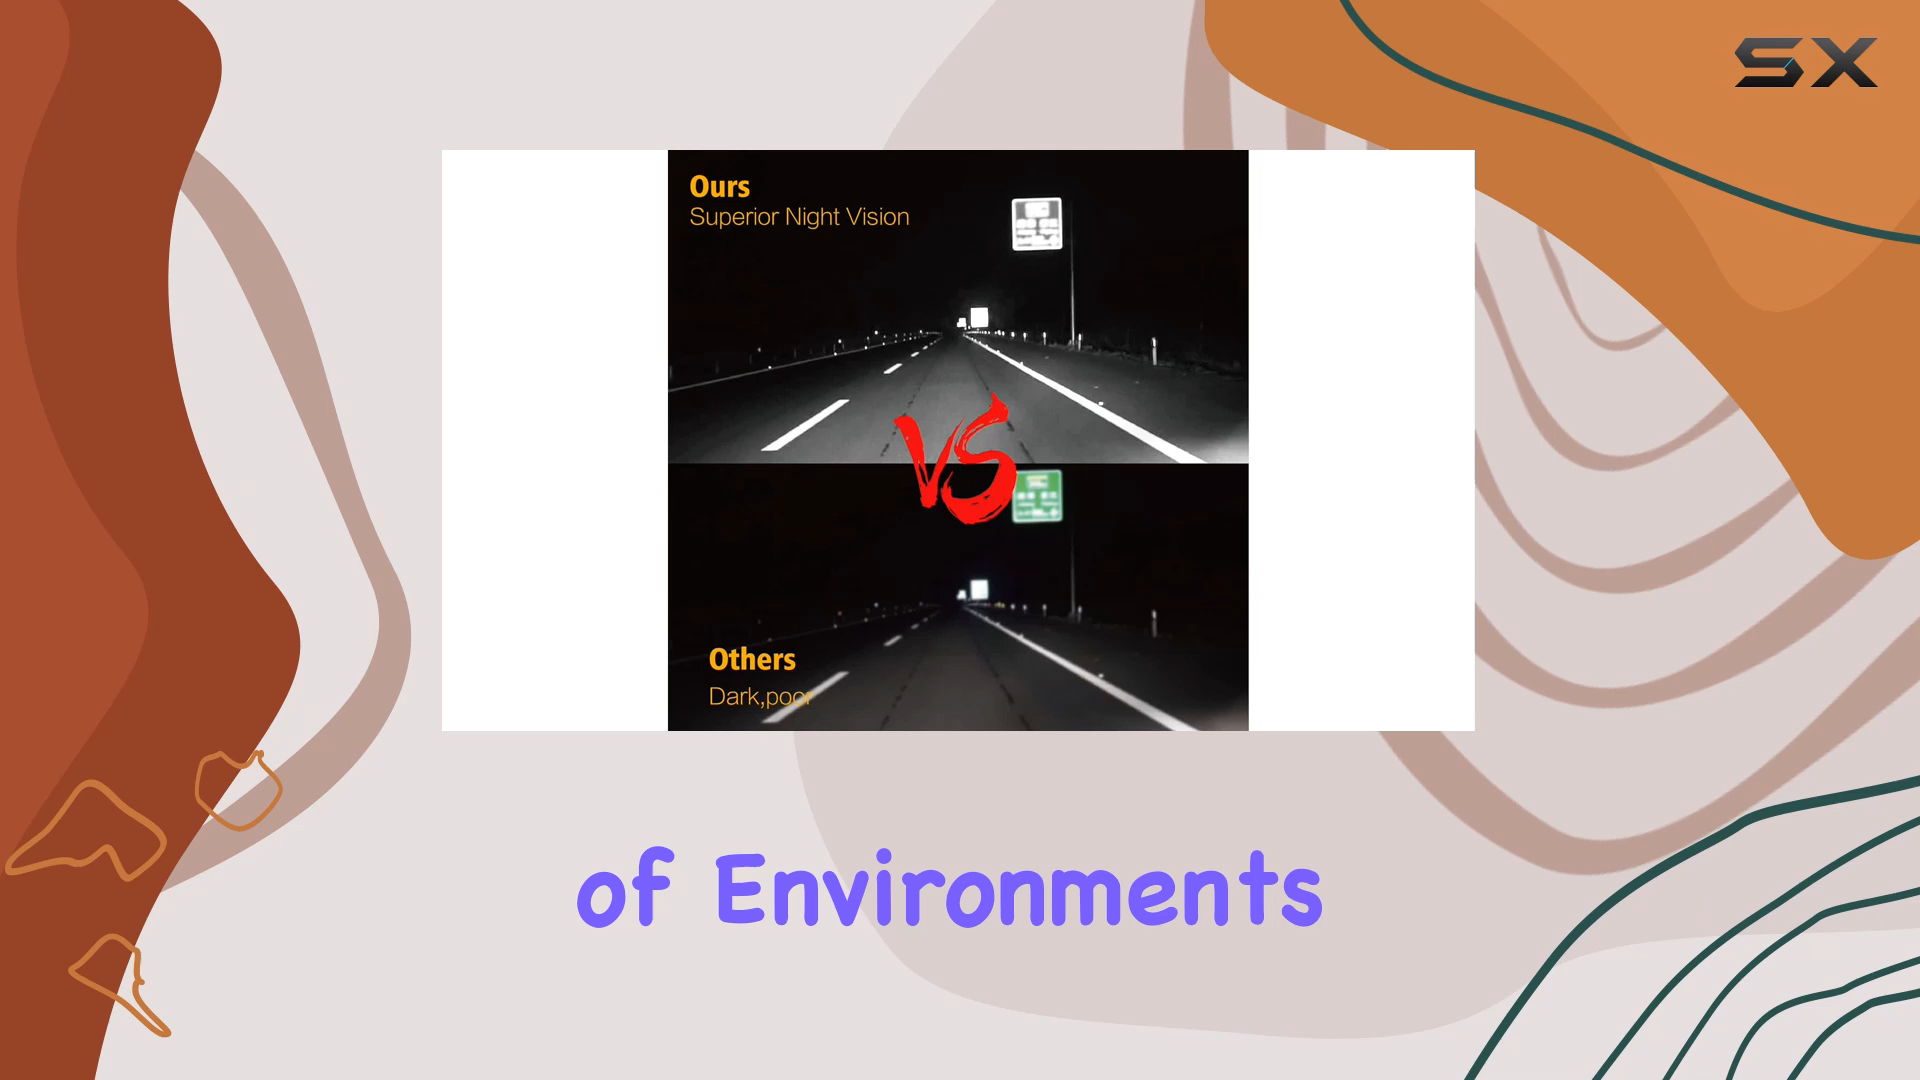 SX
Ours
Superior Night Vision
VS
Others
Dark,poor
of Environments